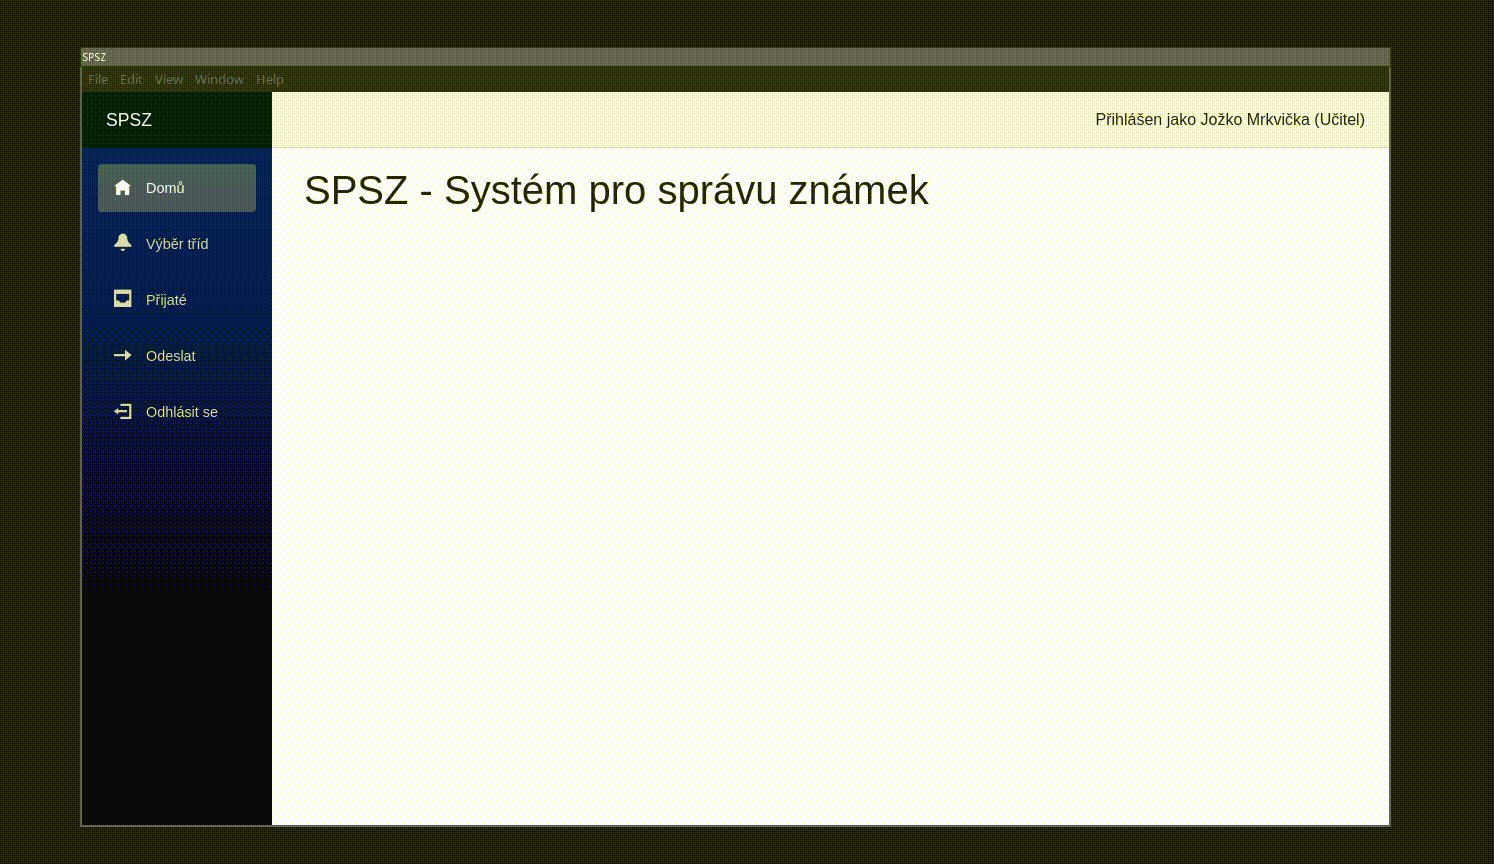 SPSZ
File Edit View Window Help
SPSZ
Přihlášen jako Jožko Mrkvička (Učitel)
Domů
Výběr tříd
Přijaté
Odeslat
Odhlásit se
SPSZ - Systém pro správu známek